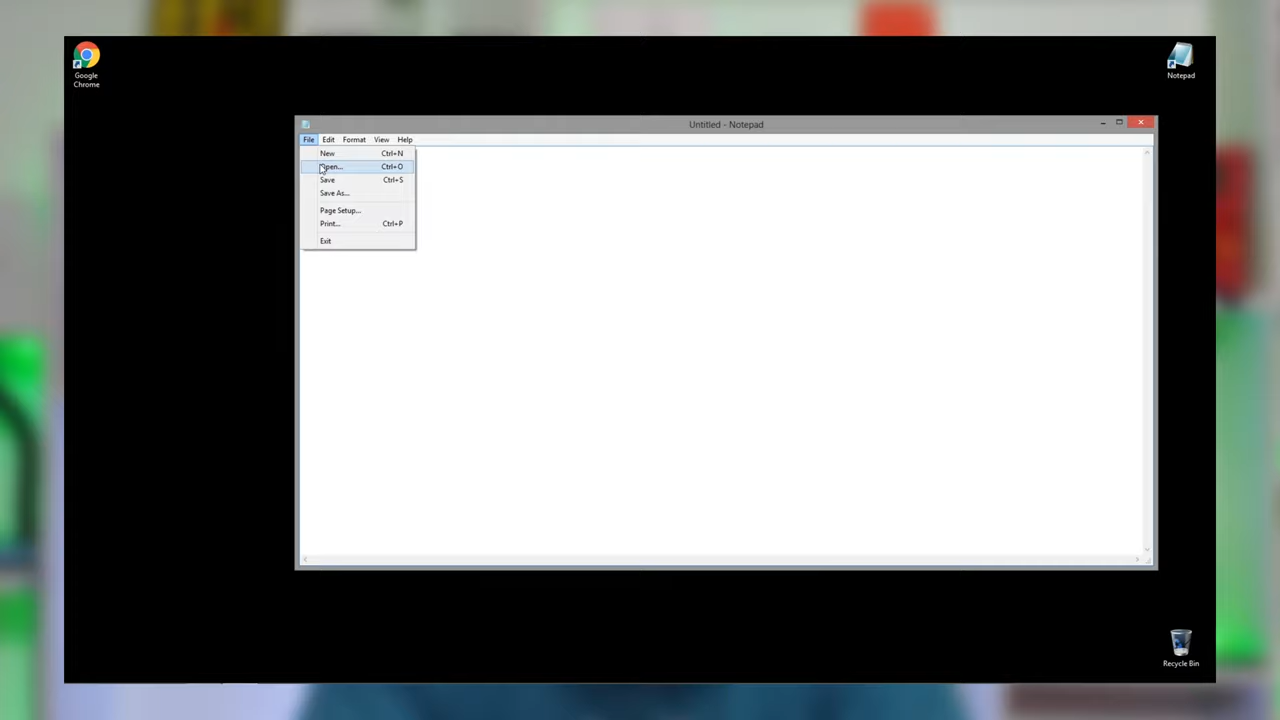 Google
Chrome
Notepad
Untitled - Notepad
File Edit Format View Help
New Ctrl+N
Open... Ctrl+O
Save Ctrl+S
Save As...
Page Setup...
Print... Ctrl+P
Exit
Recycle Bin